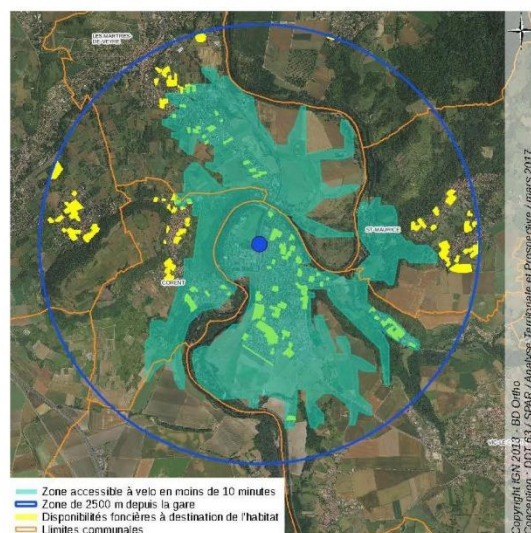 LES MARTRES
DE-VEYRE
ST-MAURICE
CORENT
Zone accessible à velo en moins de 10 minutes
Zone de 2500 m depuis la gare
Disponibilités foncières à destination de l'habitat
Llimites communales
Copyright IGN 2013 - BD Ortho
Conception : DDT 63 / SPAR / Analyse Territoriale et Prospective / mars 2017